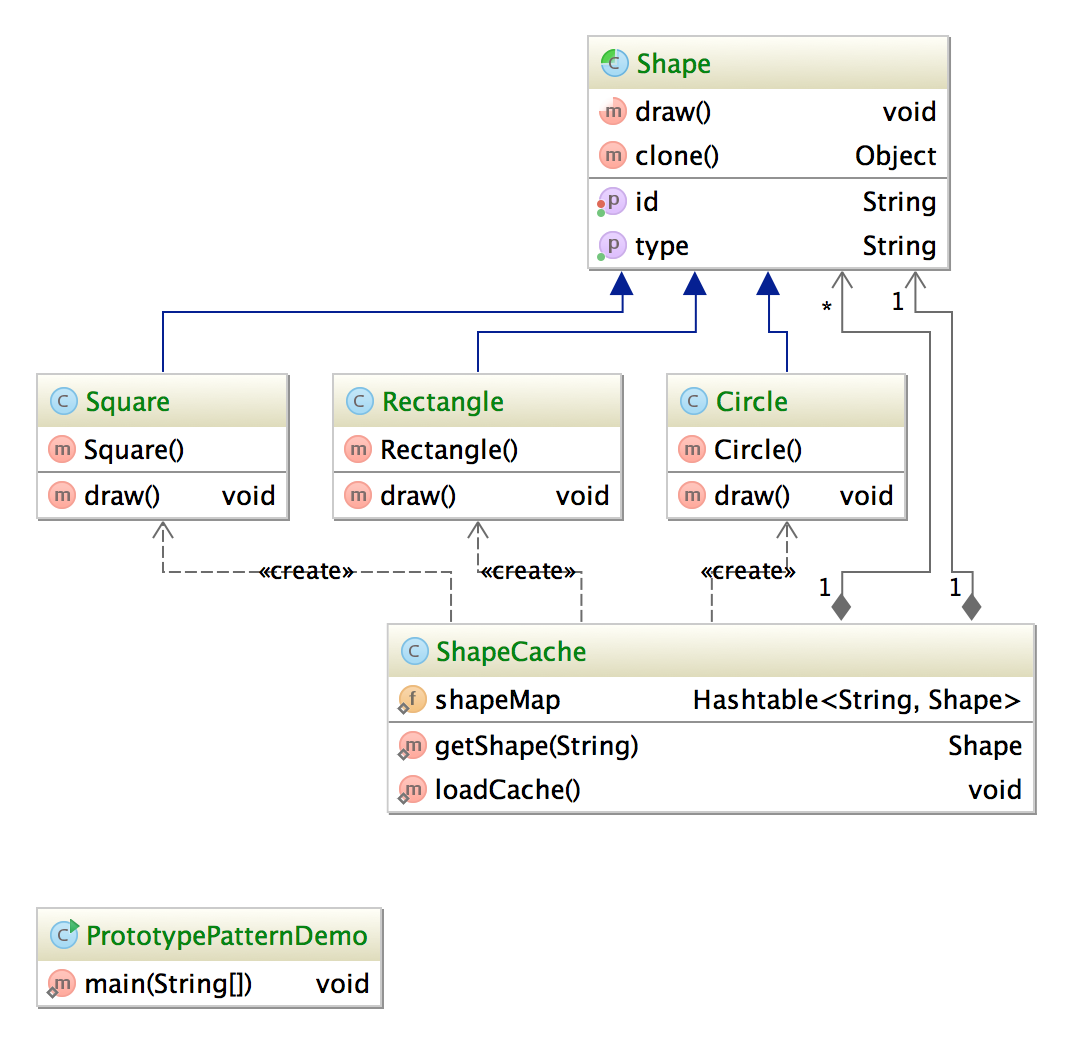 Shape
draw() void
clone() Object
id String
type String
* 1
Square
Square()
draw() void
Rectangle
Rectangle()
draw() void
Circle
Circle()
draw() void
«create» «create» «create»
1 1
ShapeCache
shapeMap Hashtable<String, Shape>
getShape(String) Shape
loadCache() void
PrototypePatternDemo
main(String[]) void